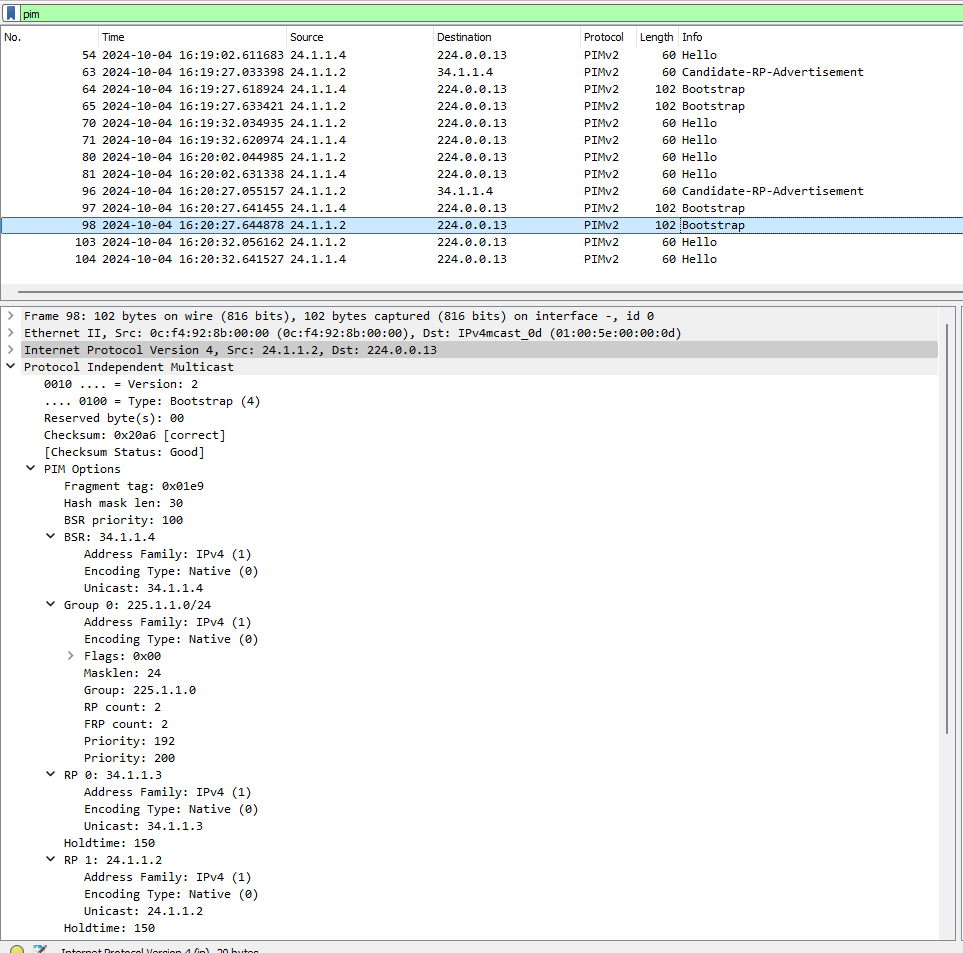 pim
No. Time Source Destination Protocol Length Info
54 2024-10-04 16:19:02.611683 24.1.1.4 224.0.0.13 PIMv2 60 Hello
63 2024-10-04 16:19:27.033398 24.1.1.2 34.1.1.4 PIMv2 60 Candidate-RP-Advertisement
64 2024-10-04 16:19:27.618924 24.1.1.4 224.0.0.13 PIMv2 102 Bootstrap
65 2024-10-04 16:19:27.633421 24.1.1.2 224.0.0.13 PIMv2 102 Bootstrap
70 2024-10-04 16:19:32.034935 24.1.1.2 224.0.0.13 PIMv2 60 Hello
71 2024-10-04 16:19:32.620974 24.1.1.4 224.0.0.13 PIMv2 60 Hello
80 2024-10-04 16:20:02.044985 24.1.1.2 224.0.0.13 PIMv2 60 Hello
81 2024-10-04 16:20:02.631338 24.1.1.4 224.0.0.13 PIMv2 60 Hello
96 2024-10-04 16:20:27.055157 24.1.1.2 34.1.1.4 PIMv2 60 Candidate-RP-Advertisement
97 2024-10-04 16:20:27.641455 24.1.1.4 224.0.0.13 PIMv2 102 Bootstrap
98 2024-10-04 16:20:27.644878 24.1.1.2 224.0.0.13 PIMv2 102 Bootstrap
103 2024-10-04 16:20:32.056162 24.1.1.2 224.0.0.13 PIMv2 60 Hello
104 2024-10-04 16:20:32.641527 24.1.1.4 224.0.0.13 PIMv2 60 Hello
Frame 98: 102 bytes on wire (816 bits), 102 bytes captured (816 bits) on interface -, id 0
Ethernet II, Src: 0c:f4:92:8b:00:00 (0c:f4:92:8b:00:00), Dst: IPv4mcast_0d (01:00:5e:00:00:0d)
Internet Protocol Version 4, Src: 24.1.1.2, Dst: 224.0.0.13
Protocol Independent Multicast
0010 .... = Version: 2
.... 0100 = Type: Bootstrap (4)
Reserved byte(s): 00
Checksum: 0x20a6 [correct]
[Checksum Status: Good]
PIM Options
Fragment tag: 0x01e9
Hash mask len: 30
BSR priority: 100
BSR: 34.1.1.4
Address Family: IPv4 (1)
Encoding Type: Native (0)
Unicast: 34.1.1.4
Group 0: 225.1.1.0/24
Address Family: IPv4 (1)
Encoding Type: Native (0)
Flags: 0x00
Masklen: 24
Group: 225.1.1.0
RP count: 2
FRP count: 2
Priority: 192
Priority: 200
RP 0: 34.1.1.3
Address Family: IPv4 (1)
Encoding Type: Native (0)
Unicast: 34.1.1.3
Holdtime: 150
RP 1: 24.1.1.2
Address Family: IPv4 (1)
Encoding Type: Native (0)
Unicast: 24.1.1.2
Holdtime: 150
Internet Protocol Version 4 (ip), 20 bytes